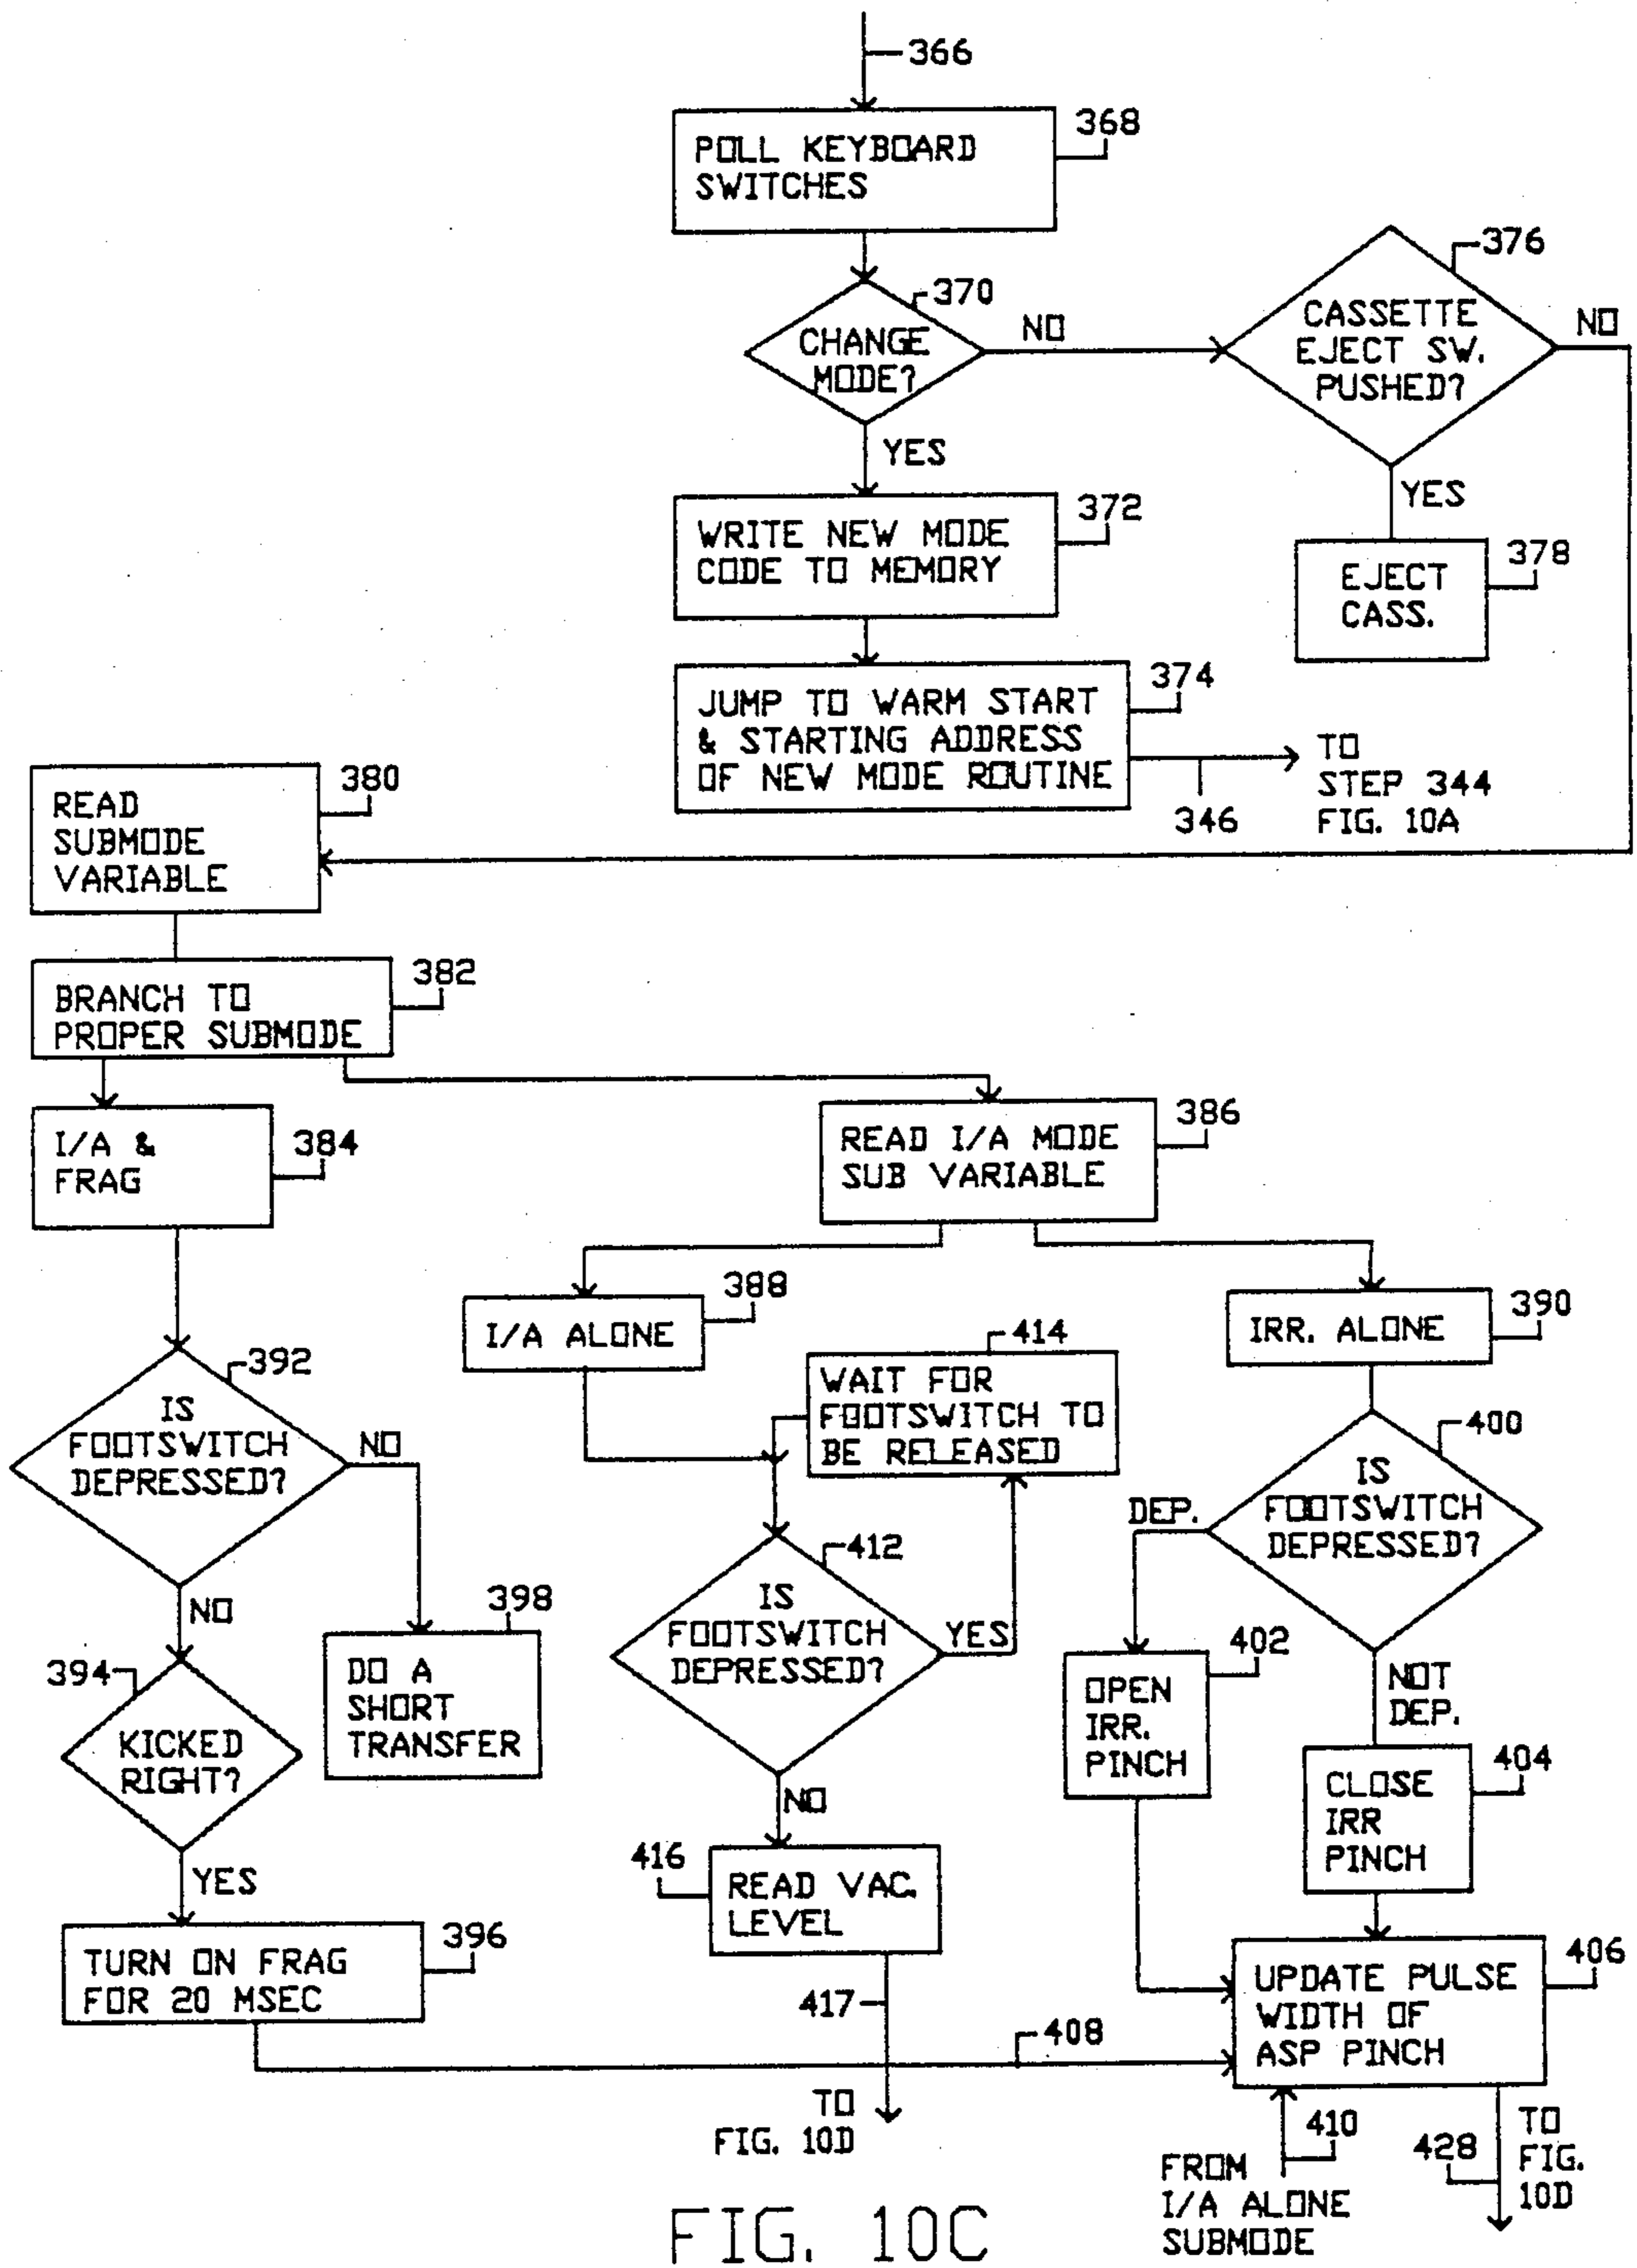 366
368
POLL KEYBOARD
SWITCHES
370
CHANGE
MODE?
NO
376
CASSETTE
EJECT SW.
PUSHED?
NO
YES
YES
372
WRITE NEW MODE
CODE TO MEMORY
378
EJECT
CASS.
374
JUMP TO WARM START
& STARTING ADDRESS
OF NEW MODE ROUTINE
346
TO
STEP 344
FIG. 10A
380
READ
SUBMODE
VARIABLE
382
BRANCH TO
PROPER SUBMODE
384
I/A &
FRAG
386
READ I/A MODE
SUB VARIABLE
388
I/A ALONE
390
IRR. ALONE
392
IS
FOOTSWITCH
DEPRESSED?
NO
NO
414
WAIT FOR
FOOTSWITCH TO
BE RELEASED
400
IS
FOOTSWITCH
DEPRESSED?
DEP.
NOT
DEP.
412
IS
FOOTSWITCH
DEPRESSED?
YES
NO
398
DO A
SHORT
TRANSFER
394
KICKED
RIGHT?
YES
402
OPEN
IRR.
PINCH
404
CLOSE
IRR
PINCH
416
READ VAC.
LEVEL
396
TURN ON FRAG
FOR 20 MSEC
406
UPDATE PULSE
WIDTH OF
ASP PINCH
417
408
TO
FIG. 10D
410
FROM
I/A ALONE
SUBMODE
428
TO
FIG.
10D
FIG. 10C